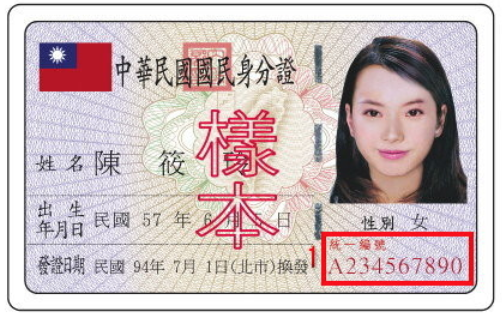 中華民國國民身分證
樣本
姓名 陳筱
出生年月日 民國 57 年 6 月 5 日
性別 女
發證日期 民國 94年 7月 1日(北市)換發
1
統一編號
A234567890